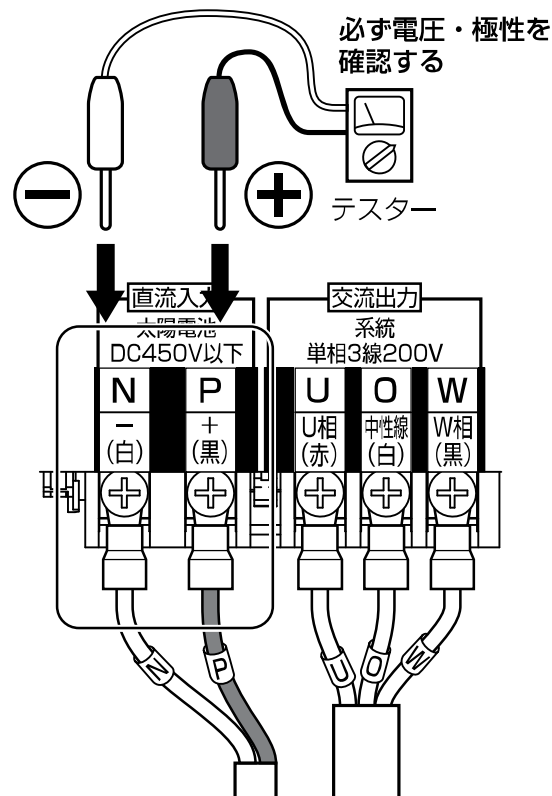 必ず電圧・極性を
確認する
テスター
直流入力
太陽電池
DC450V以下
交流出力
系統
単相3線200V
N P U O W
− + U相 中性線 W相
(白) (黒) (赤) (白) (黒)
N P U O W